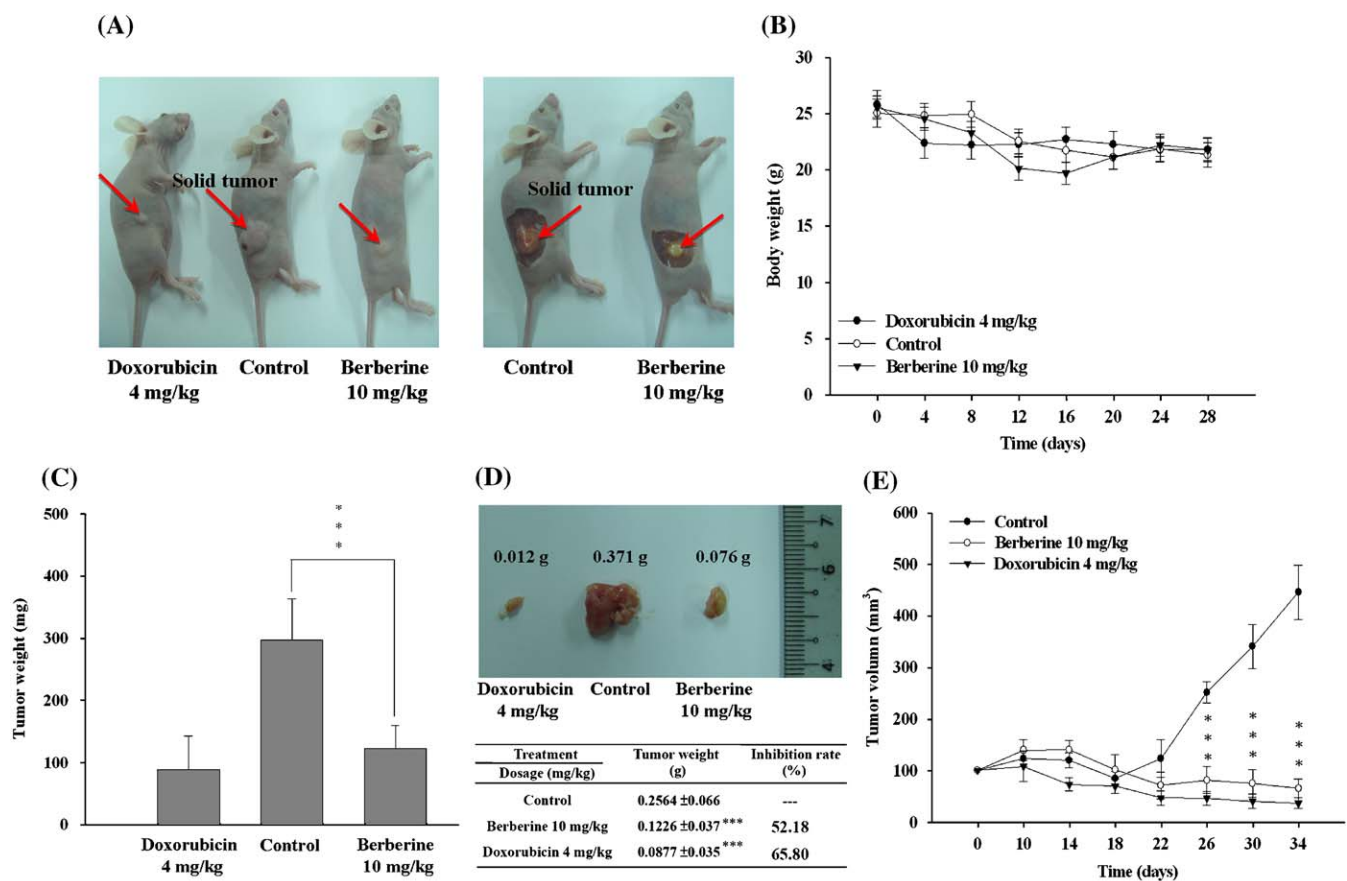 (A)
Solid tumor
Solid tumor
Doxorubicin
4 mg/kg
Control
Berberine
10 mg/kg
Control
Berberine
10 mg/kg
(B)
30
25
20
15
10
5
0
Body weight (g)
Doxorubicin 4 mg/kg
Control
Berberine 10 mg/kg
0 4 8 12 16 20 24 28
Time (days)
(C)
500
400
300
200
100
0
Tumor weight (mg)
***
Doxorubicin
4 mg/kg
Control
Berberine
10 mg/kg
(D)
0.012 g 0.371 g 0.076 g
7
6
4
Doxorubicin
4 mg/kg
Control
Berberine
10 mg/kg
Treatment Tumor weight Inhibition rate
Dosage (mg/kg) (g) (%)
Control 0.2564 ±0.066 ---
Berberine 10 mg/kg 0.1226 ±0.037 *** 52.18
Doxorubicin 4 mg/kg 0.0877 ±0.035 *** 65.80
(E)
600
500
400
300
200
100
0
Tumor volumn (mm³)
Control
Berberine 10 mg/kg
Doxorubicin 4 mg/kg
*** *** ***
0 10 14 18 22 26 30 34
Time (days)